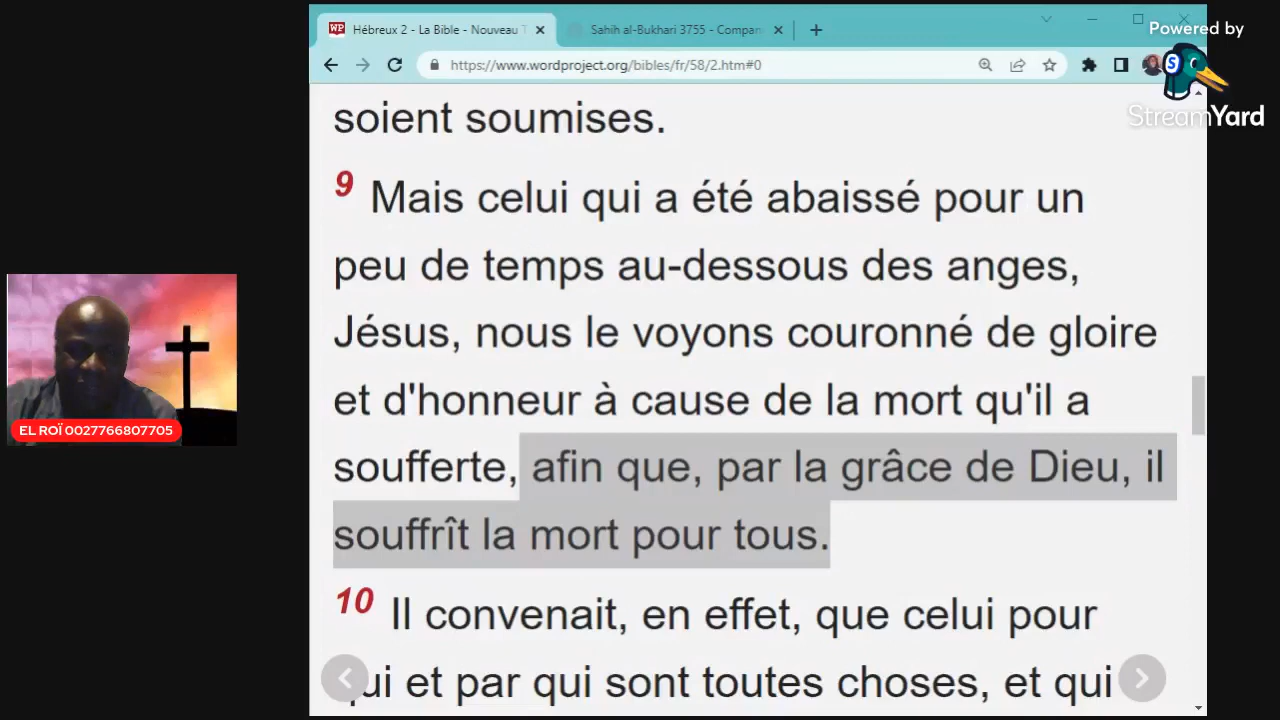 Hébreux 2 - La Bible - Nouveau T
Sahih al-Bukhari 3755 - Compan
Powered by
https://www.wordproject.org/bibles/fr/58/2.htm#0
StreamYard
soient soumises.
9 Mais celui qui a été abaissé pour un
peu de temps au-dessous des anges,
Jésus, nous le voyons couronné de gloire
et d'honneur à cause de la mort qu'il a
soufferte, afin que, par la grâce de Dieu, il
souffrît la mort pour tous.
EL ROÏ 0027766807705
10 Il convenait, en effet, que celui pour
qui et par qui sont toutes choses, et qui